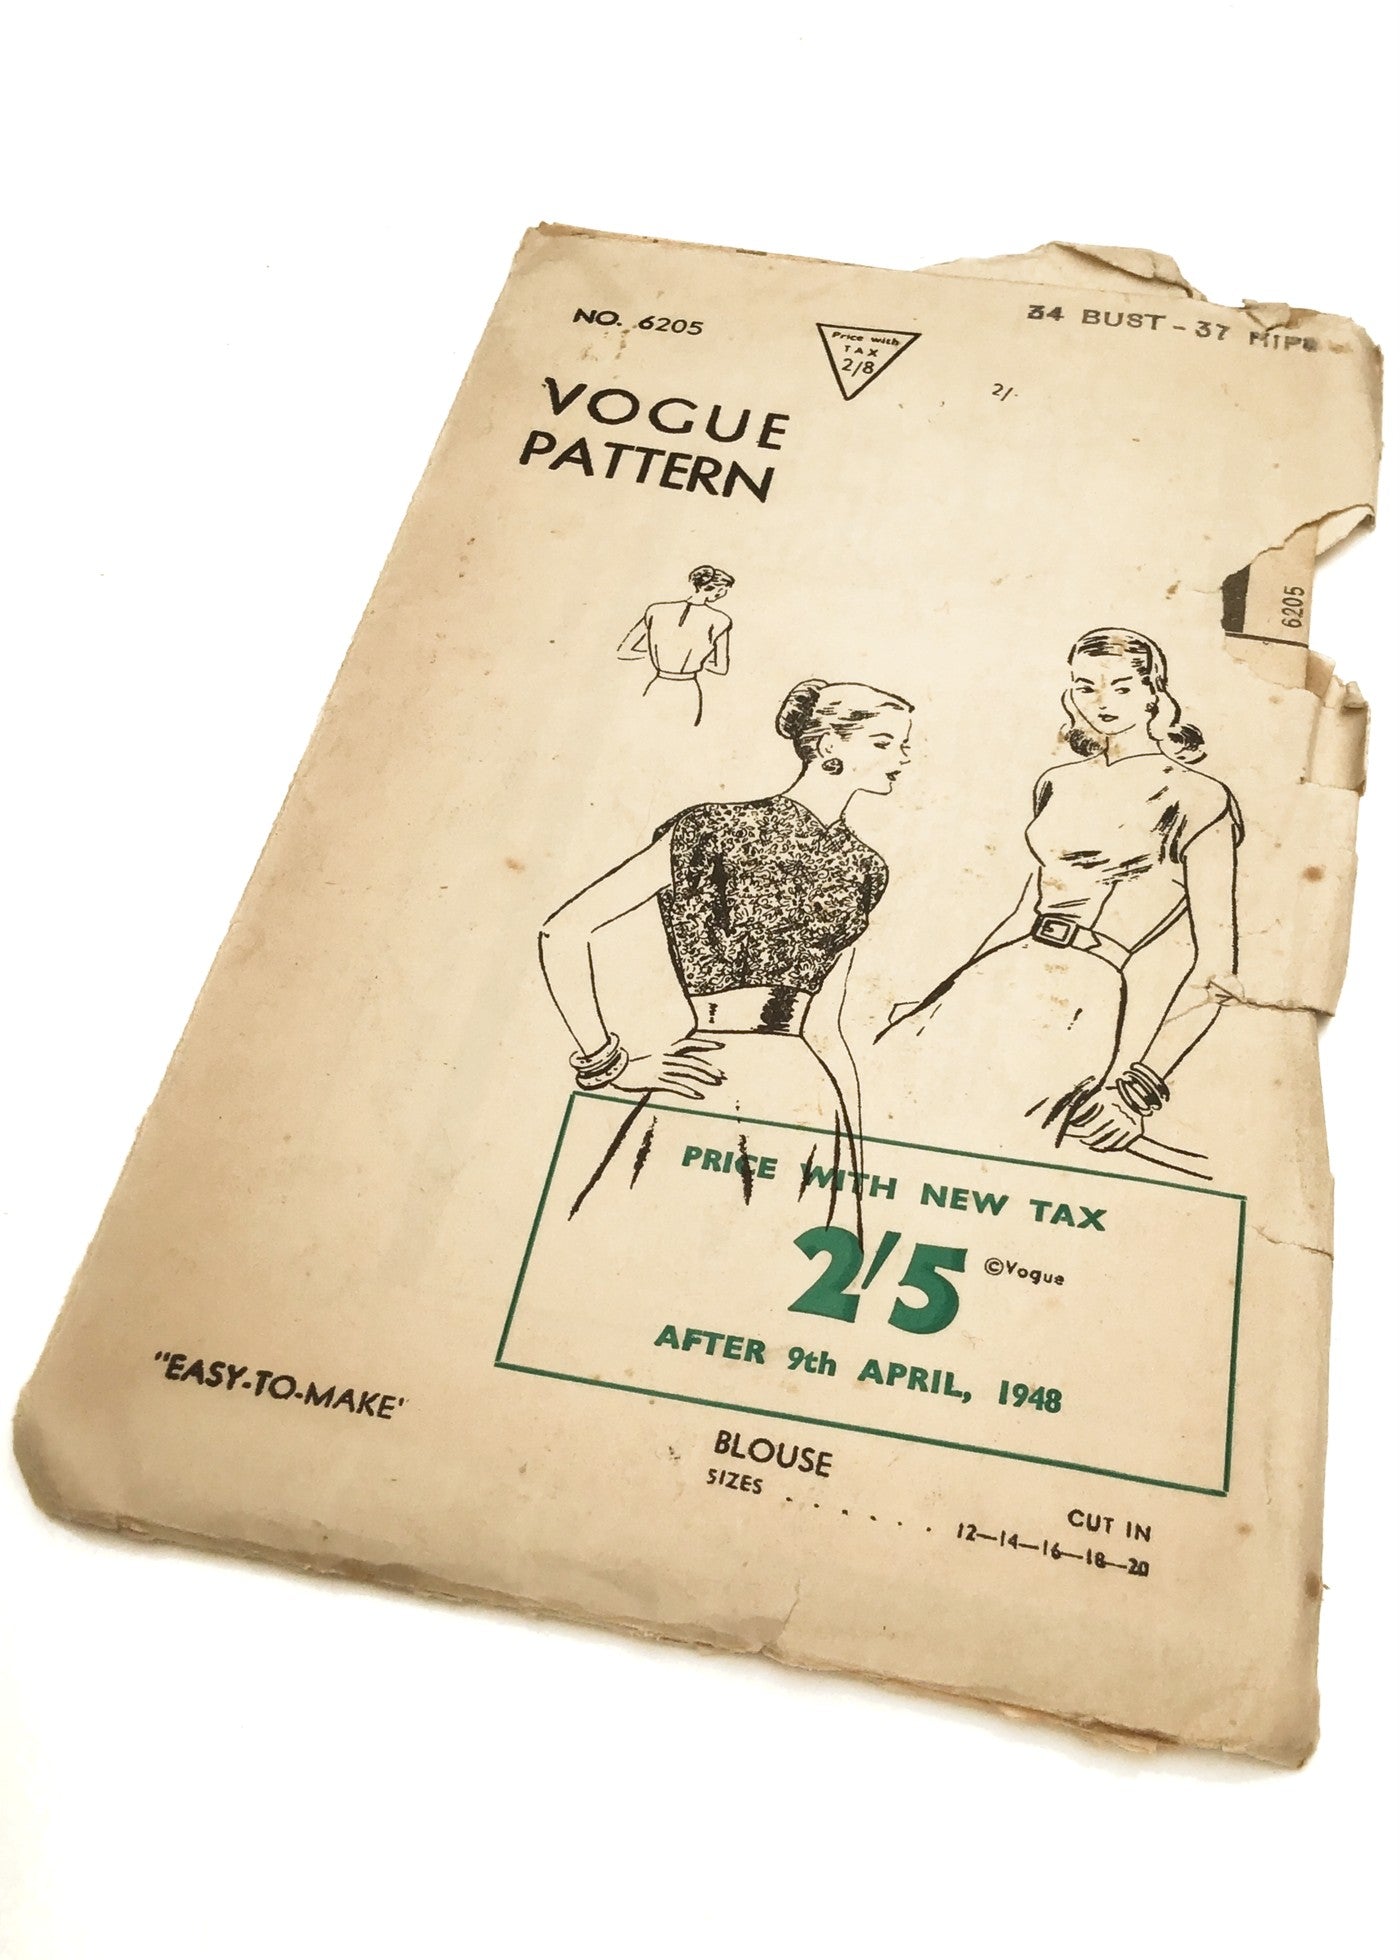 NO. 6205
Price with
TAX
2/8
34 BUST - 37 HIPS
2/-
VOGUE
PATTERN
6205
PRICE WITH NEW TAX
2'5
©Vogue
AFTER 9th APRIL, 1948
"EASY-TO-MAKE'
BLOUSE
SIZES . . . . . .
CUT IN
12—14—16—18—20